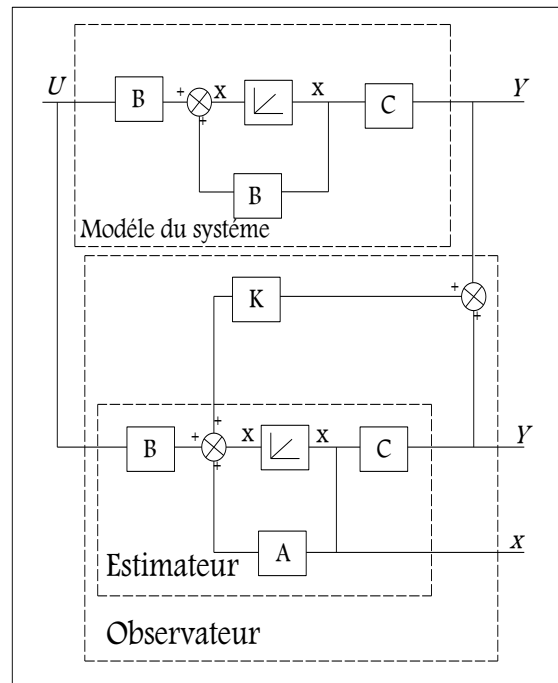 U B + X X C Y
+
B
Modéle du systéme
K + +
+
B + X X C Y
+
A x
Estimateur
Observateur